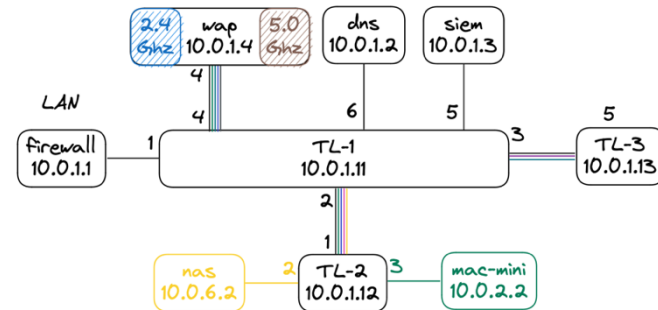 2.4
Ghz
wap
10.0.1.4
5.0
Ghz
dns
10.0.1.2
siem
10.0.1.3
4
LAN
4
6
5
5
firewall
10.0.1.1
1
TL-1
10.0.1.11
3
TL-3
10.0.1.13
2
1
nas
10.0.6.2
2
TL-2
10.0.1.12
3
mac-mini
10.0.2.2